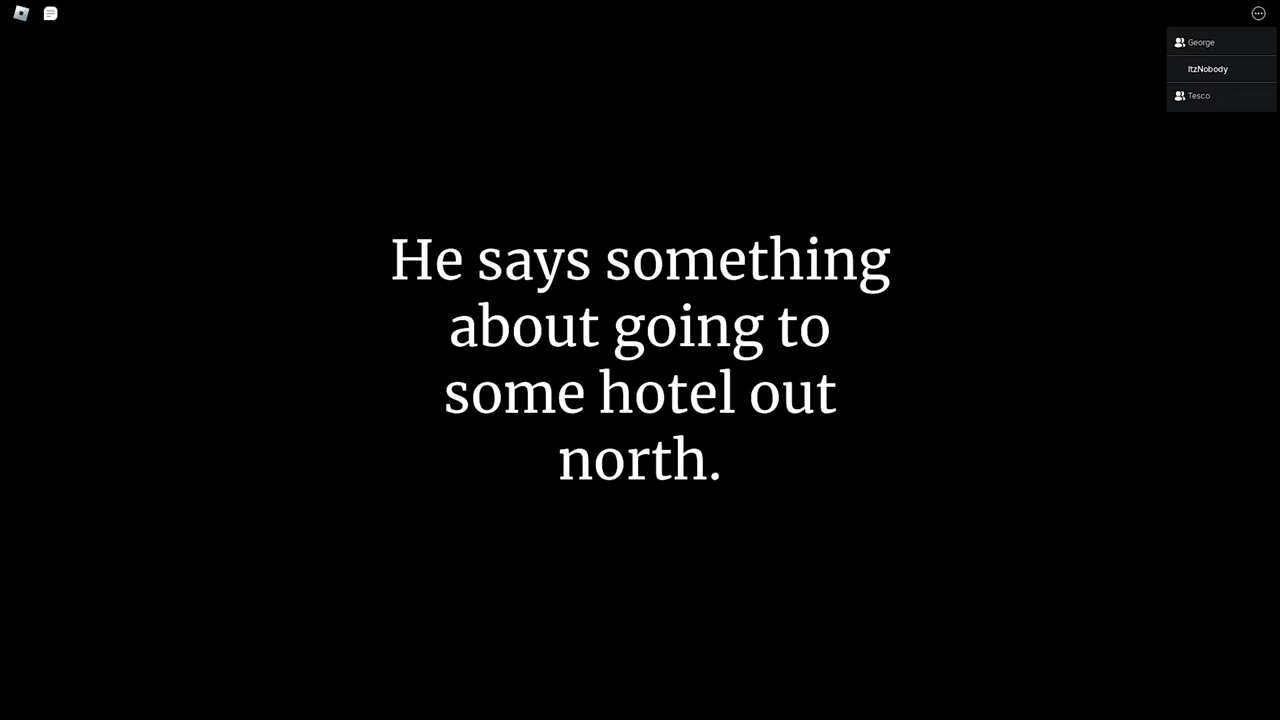 George
ItzNobody
Tesco
He says something
about going to
some hotel out
north.